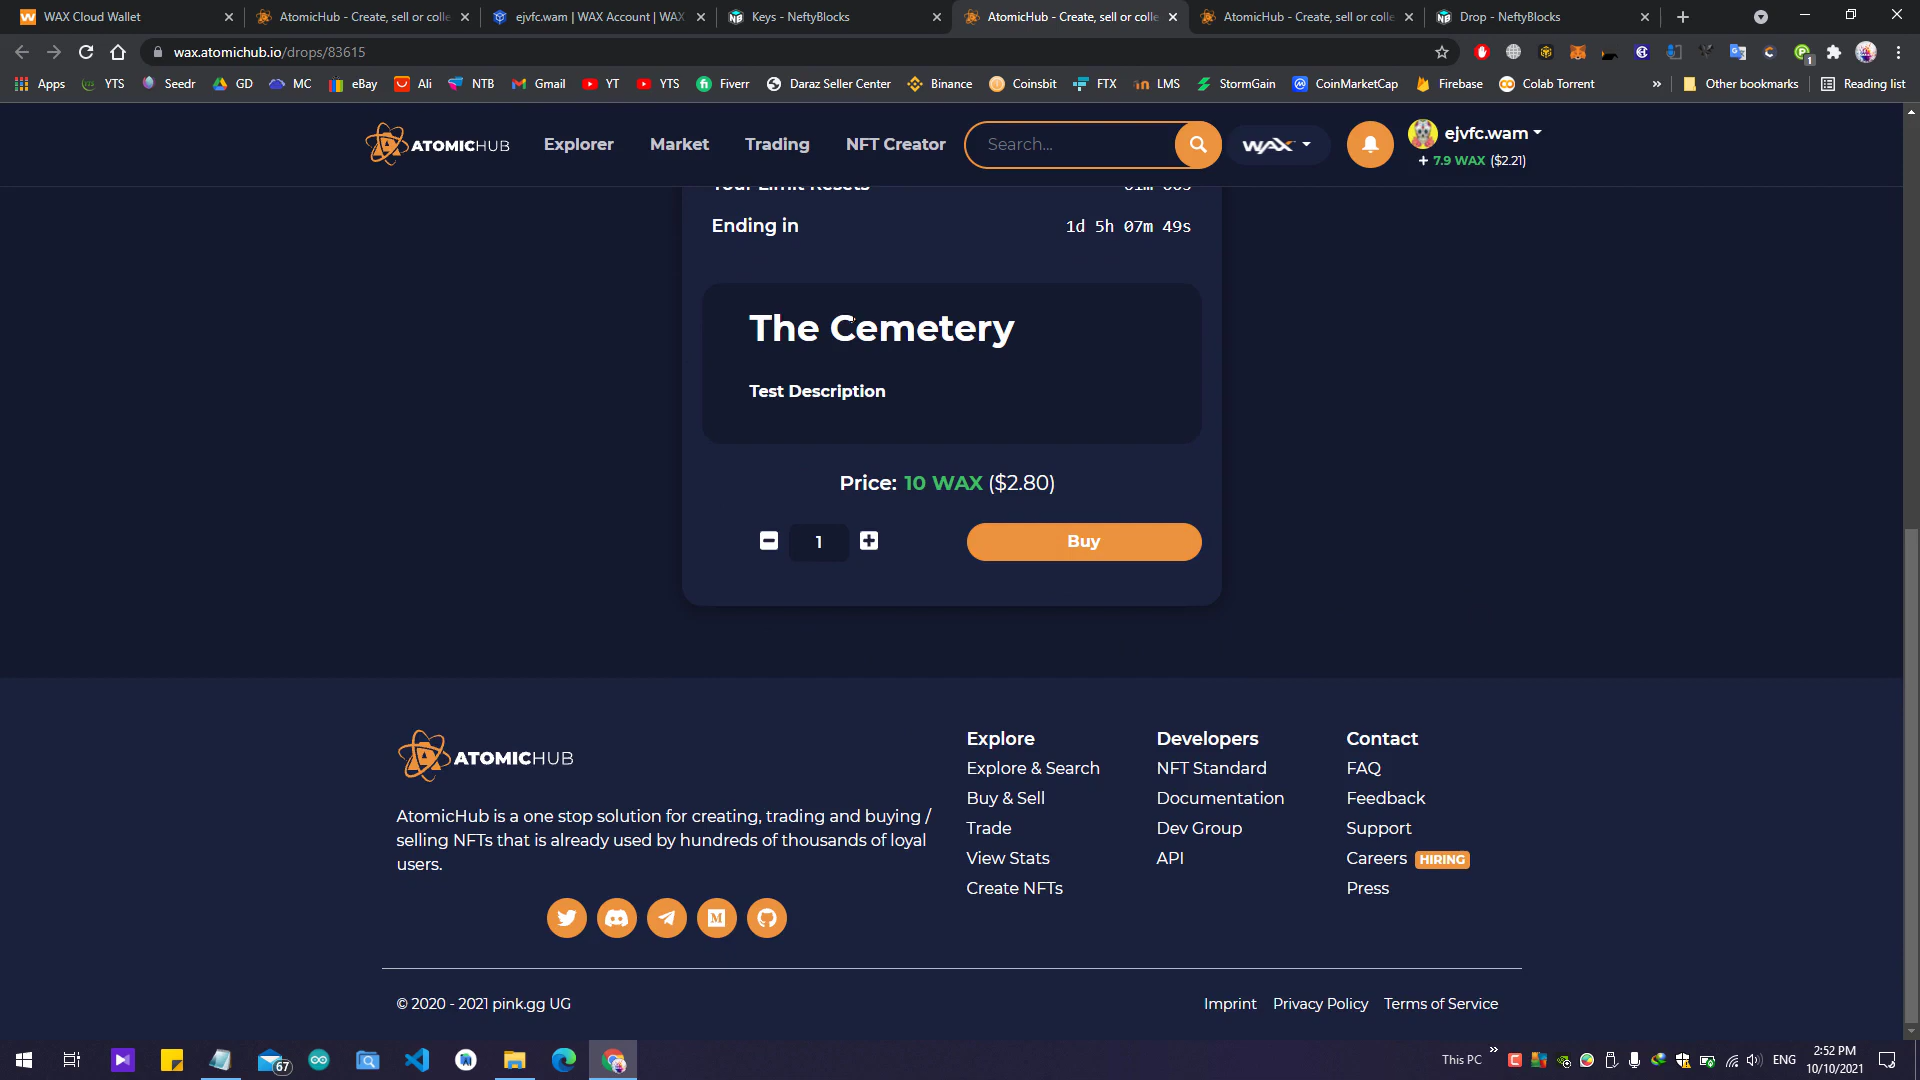 WAX Cloud Wallet
AtomicHub - Create, sell or colle
ejvfc.wam | WAX Account | WAX
Keys - NeftyBlocks
AtomicHub - Create, sell or colle
AtomicHub - Create, sell or colle
Drop - NeftyBlocks
wax.atomichub.io/drops/83615
Apps YTS Seedr GD MC eBay Ali NTB Gmail YT YTS Fiverr Daraz Seller Center Binance Coinsbit FTX LMS StormGain CoinMarketCap Firebase Colab Torrent » Other bookmarks Reading list
ATOMICHUB
Explorer Market Trading NFT Creator
Search...
WAX
ejvfc.wam
+ 7.9 WAX ($2.21)
Your Limit Resets
Ending in 1d 5h 07m 49s
The Cemetery
Test Description
Price: 10 WAX ($2.80)
1
Buy
ATOMICHUB
AtomicHub is a one stop solution for creating, trading and buying /
selling NFTs that is already used by hundreds of thousands of loyal
users.
Explore
Explore & Search
Buy & Sell
Trade
View Stats
Create NFTs
Developers
NFT Standard
Documentation
Dev Group
API
Contact
FAQ
Feedback
Support
Careers HIRING
Press
© 2020 - 2021 pink.gg UG
Imprint Privacy Policy Terms of Service
67
This PC » ENG
2:52 PM
10/10/2021